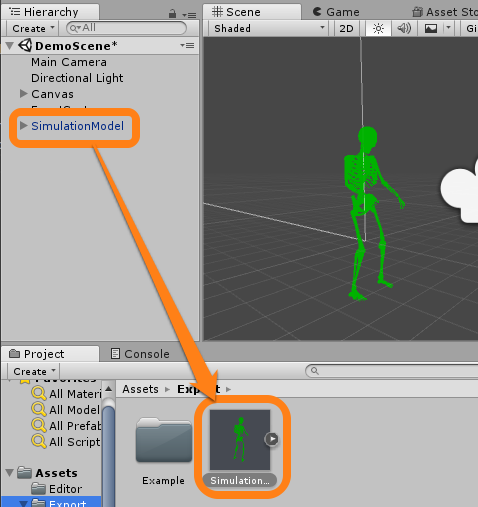 Hierarchy
Create
All
DemoScene*
Main Camera
Directional Light
Canvas
SimulationModel
Scene
Game
Asset Sto
Shaded
2D
Gi
Project
Console
Create
Favorites
All Materi
All Model
All Prefab
All Script
Assets
Editor
Export
Assets
Export
Example
Simulation...